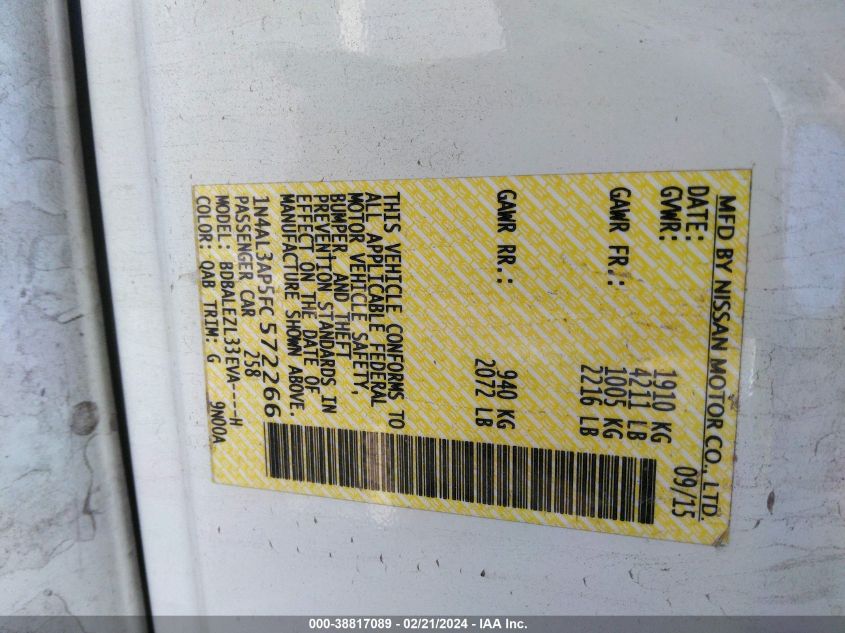 MFD BY NISSAN MOTOR CO., LTD.
DATE: 09/15
GVWR: 1910 KG
4211 LB
GAWR FR.: 1005 KG
2216 LB
GAWR RR.: 940 KG
2072 LB
THIS VEHICLE CONFORMS TO
ALL APPLICABLE FEDERAL
MOTOR VEHICLE SAFETY,
BUMPER AND THEFT
PREVENTION STANDARDS IN
EFFECT ON THE DATE OF
MANUFACTURE SHOWN ABOVE.
1N4AL3AP5FC572266
PASSENGER CAR 258
MODEL: BDBALEZL33EVA----H
COLOR: QAB TRIM: G 9N00A
000-38817089 - 02/21/2024 - IAA Inc.